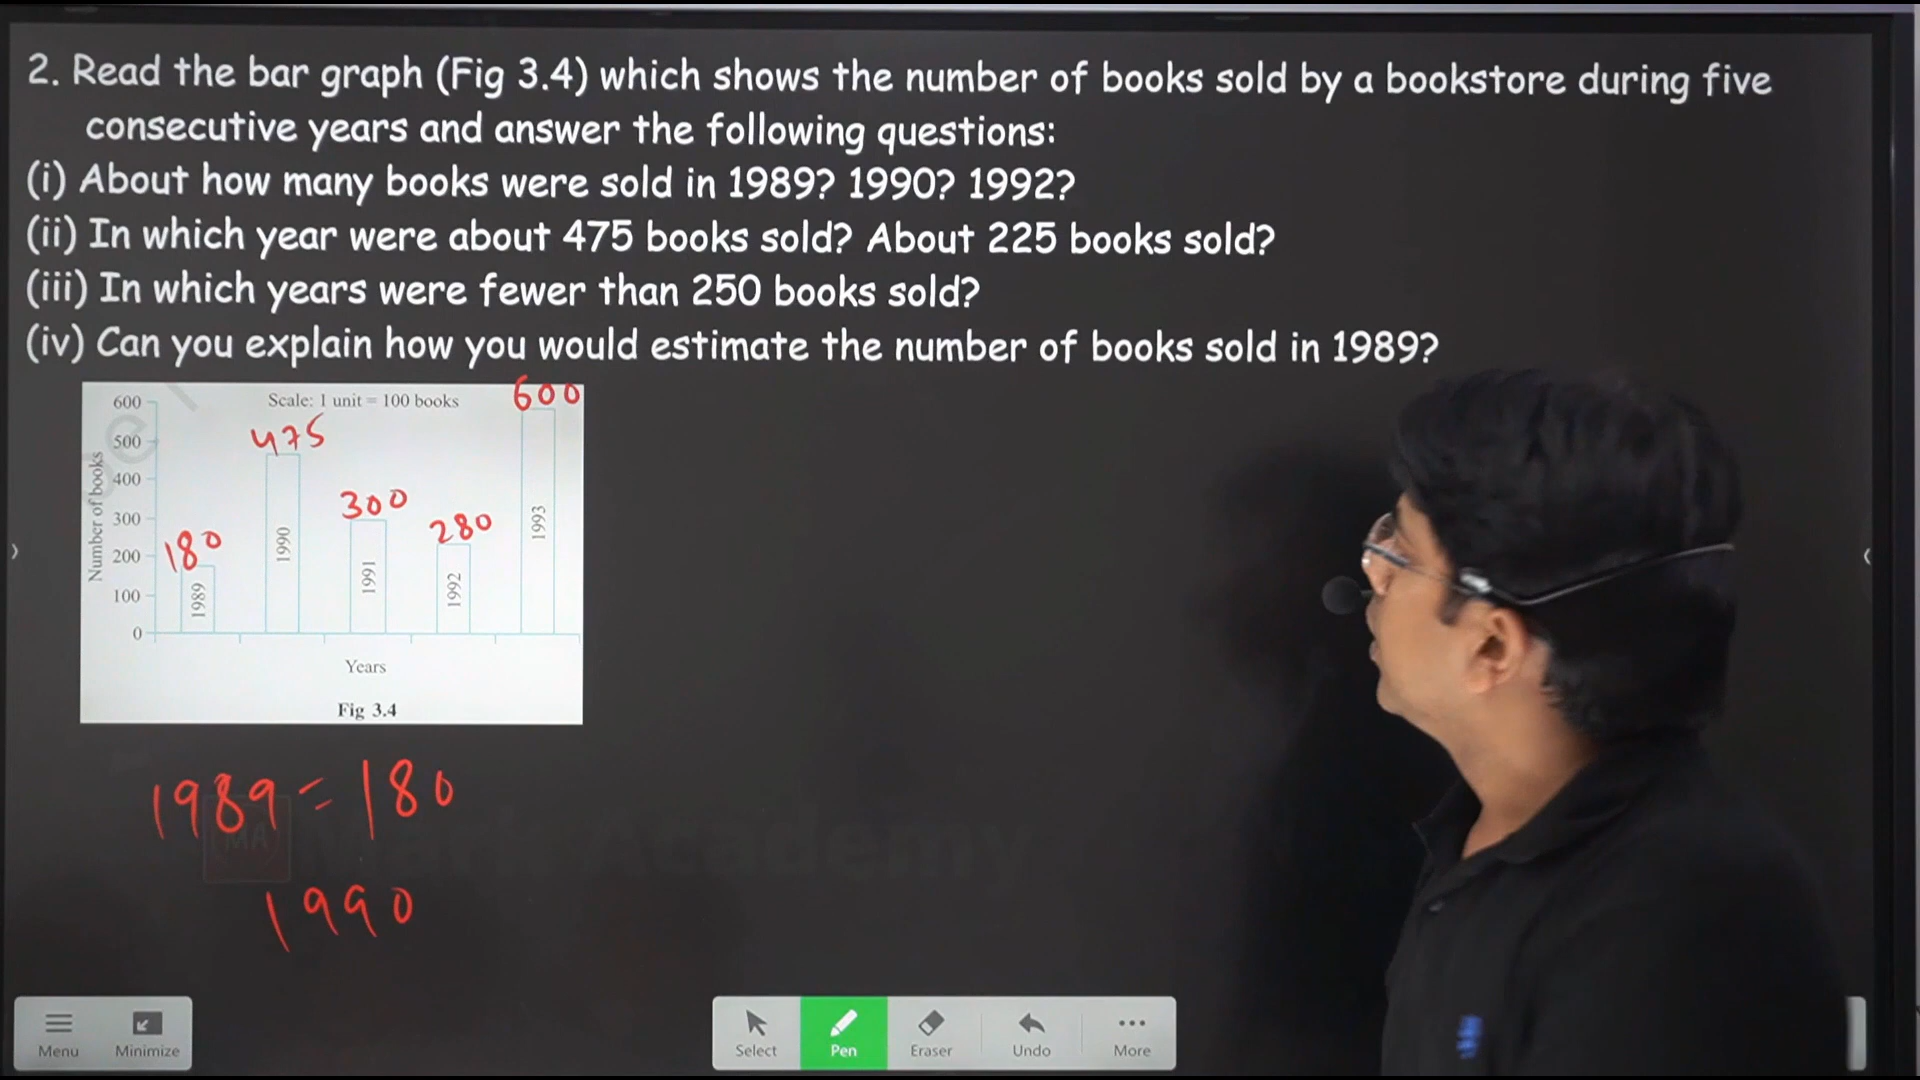 2. Read the bar graph (Fig 3.4) which shows the number of books sold by a bookstore during five
consecutive years and answer the following questions:
(i) About how many books were sold in 1989? 1990? 1992?
(ii) In which year were about 475 books sold? About 225 books sold?
(iii) In which years were fewer than 250 books sold?
(iv) Can you explain how you would estimate the number of books sold in 1989?
Scale: 1 unit = 100 books
Number of books
600
500
400
300
200
100
0
180
475
300
280
600
1989
1990
1991
1992
1993
Years
Fig 3.4
1989 = 180
1990
MA
Academy
Menu
Minimize
Select
Pen
Eraser
Undo
More